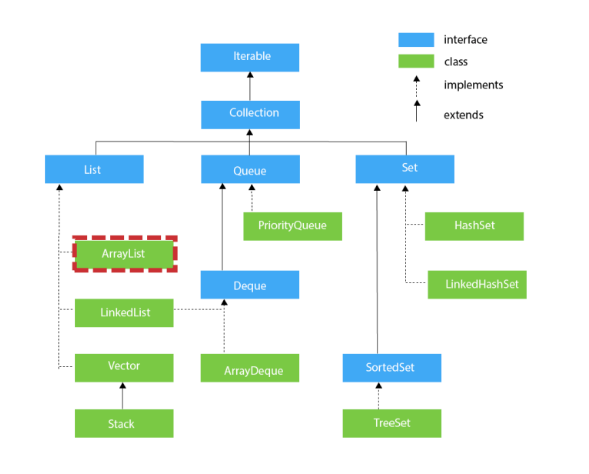 Iterable
interface
class
implements
extends
Collection
List
Queue
Set
PriorityQueue
HashSet
ArrayList
Deque
LinkedHashSet
LinkedList
Vector
ArrayDeque
SortedSet
Stack
TreeSet